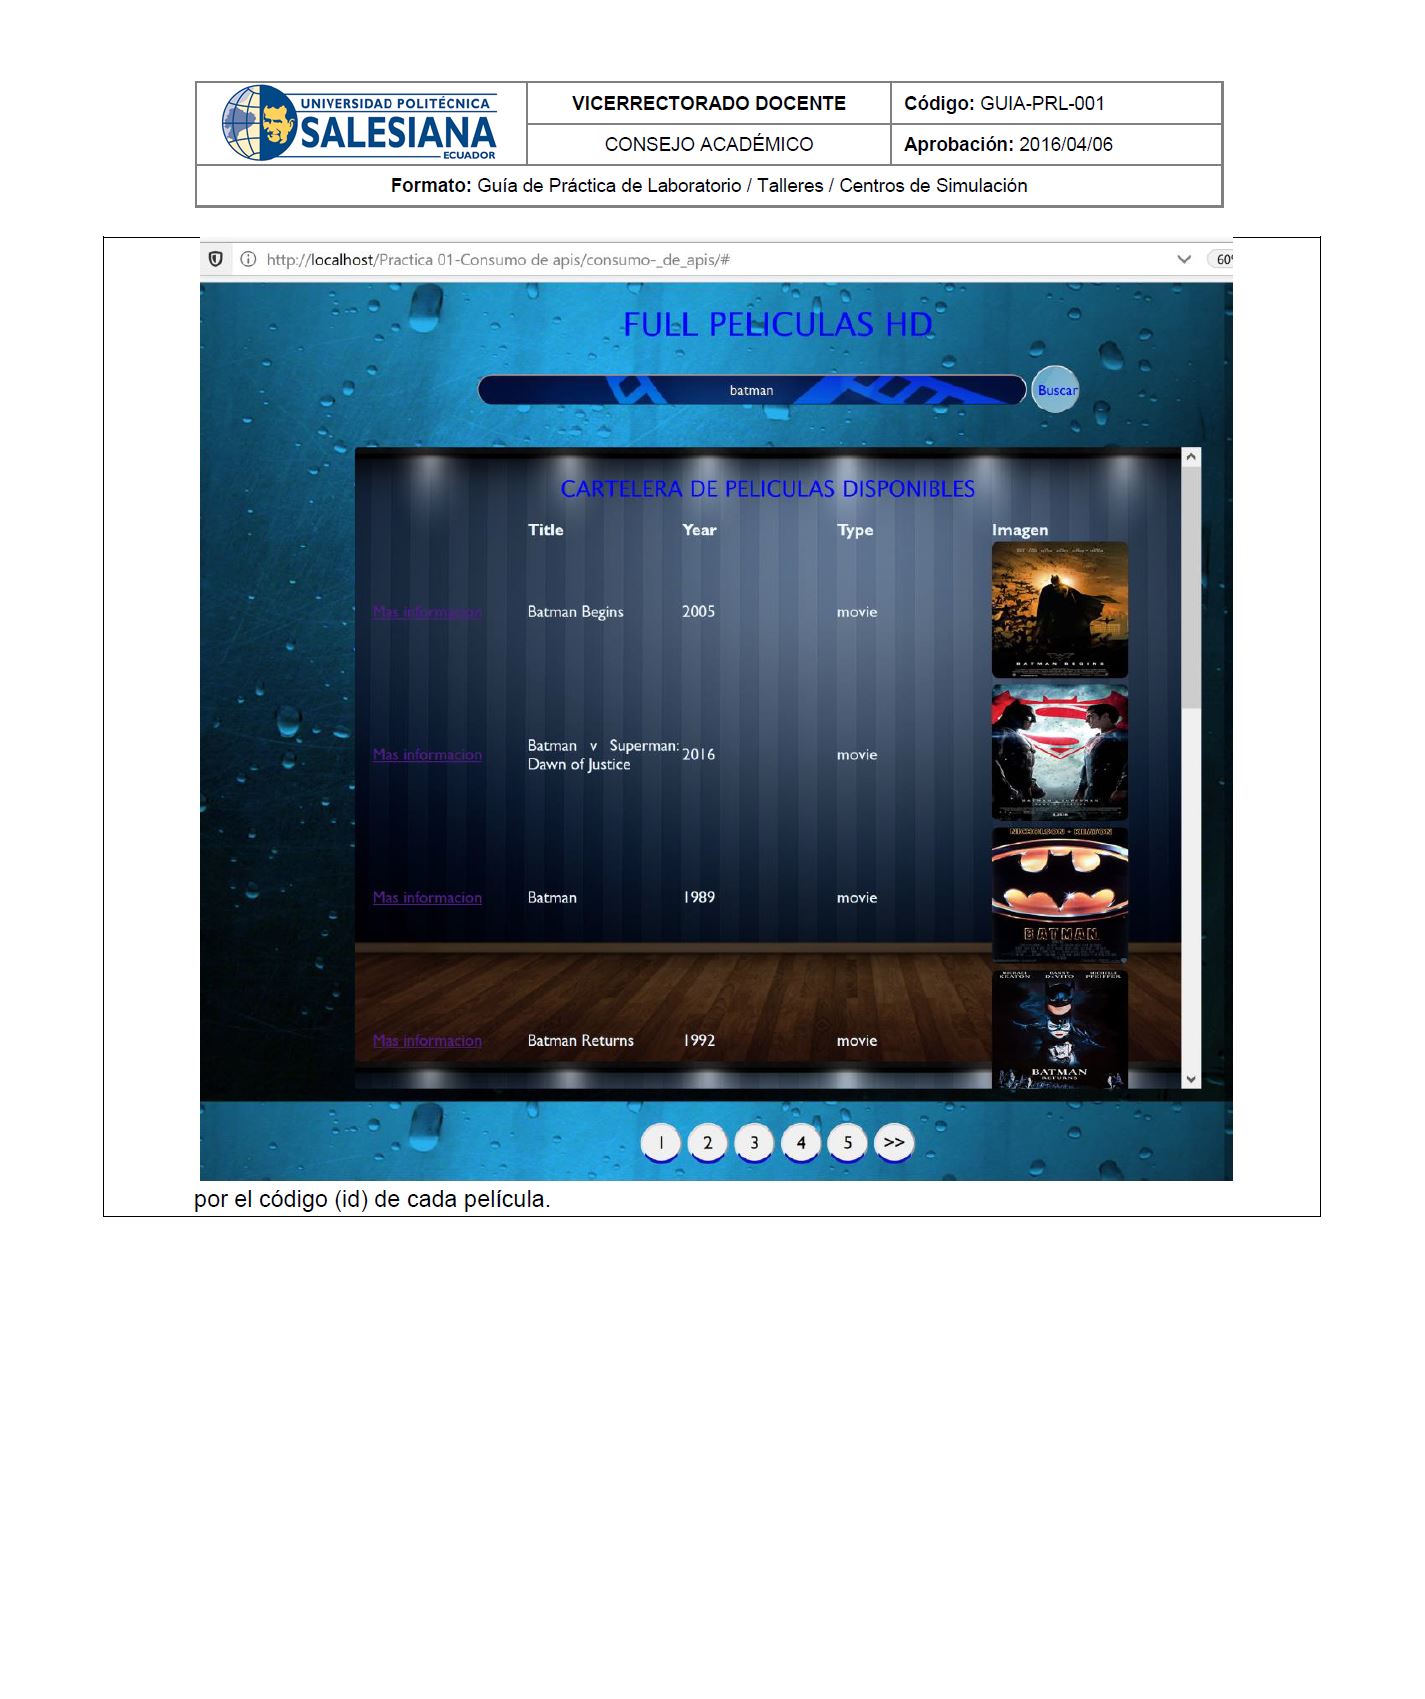 UNIVERSIDAD POLITÉCNICA
SALESIANA
ECUADOR
VICERRECTORADO DOCENTE
Código: GUIA-PRL-001
CONSEJO ACADÉMICO
Aprobación: 2016/04/06
Formato: Guía de Práctica de Laboratorio / Talleres / Centros de Simulación
http://localhost/Practica 01-Consumo de apis/consumo-_de_apis/#
FULL PELICULAS HD
batman
Buscar
CARTELERA DE PELICULAS DISPONIBLES
Title Year Type Imagen
Mas informacion Batman Begins 2005 movie
BATMAN BEGINS
Mas informacion Batman v Superman: Dawn of Justice 2016 movie
NICHOLSON · KEATON
Mas informacion Batman 1989 movie
BATMAN
MICHAEL KEATON DANNY DeVITO MICHELLE PFEIFFER
Mas informacion Batman Returns 1992 movie
BATMAN
RETURNS
1 2 3 4 5 >>
por el código (id) de cada película.